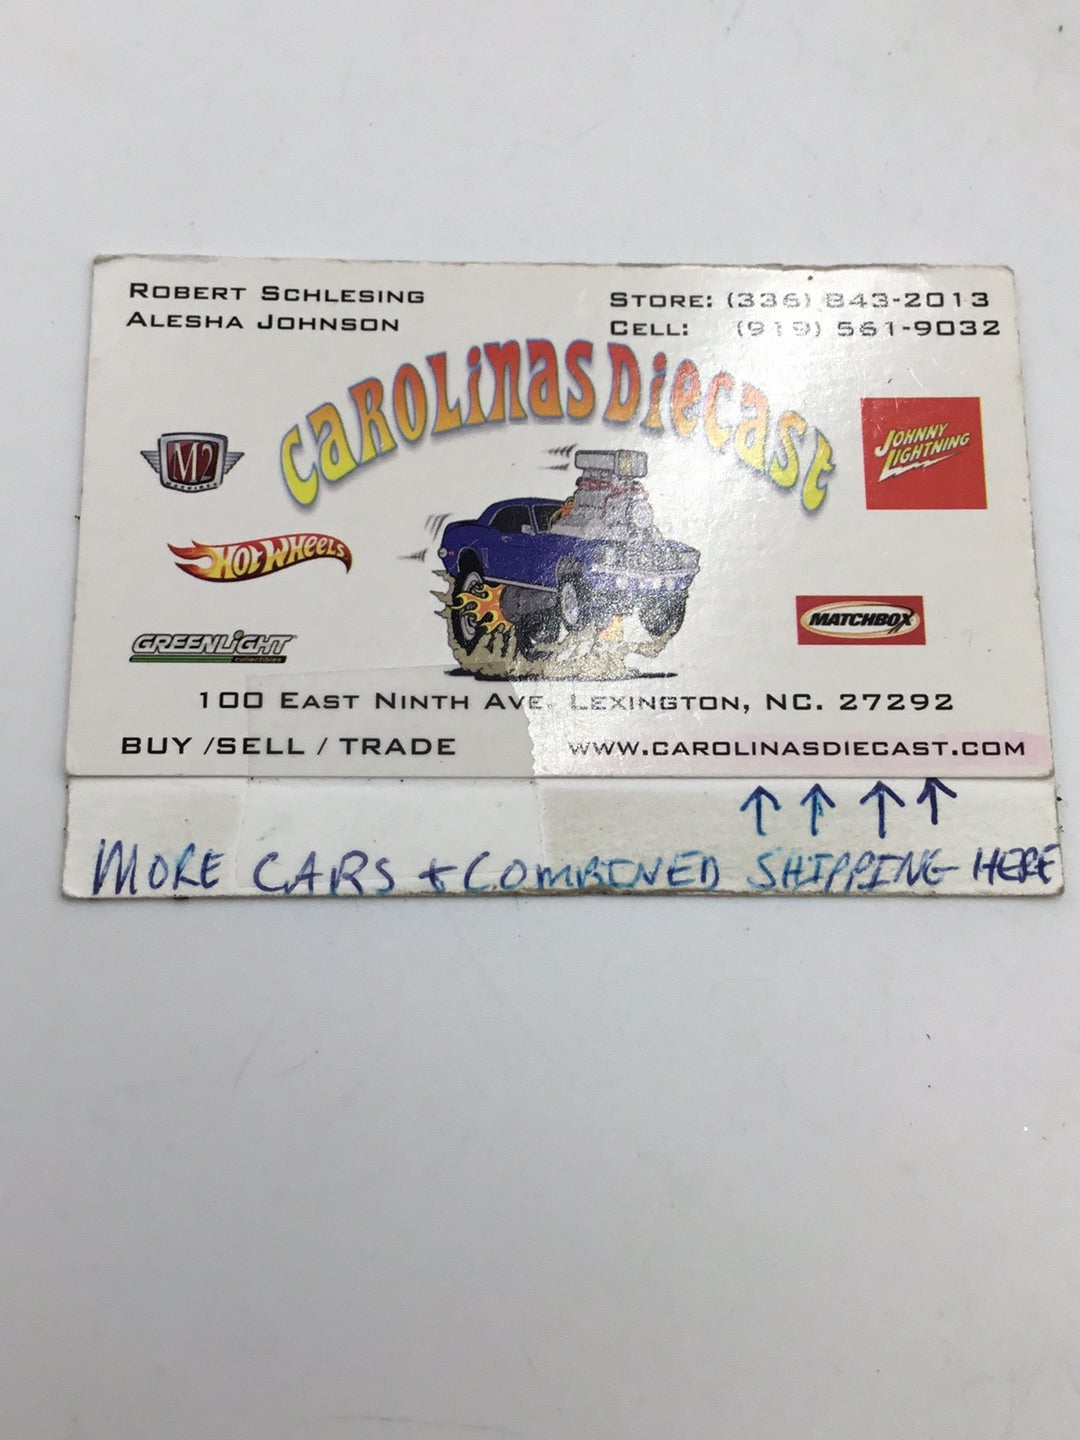 ROBERT SCHLESING
ALESHA JOHNSON
STORE: (336) 843-2013
CELL: (919) 561-9032
CAROLINAS DIECAST
M2
MACHINES
JOHNNY
LIGHTNING
HOT WHEELS
MATCHBOX
GREENLIGHT
collectibles
100 EAST NINTH AVE. LEXINGTON, NC. 27292
BUY /SELL / TRADE
WWW.CAROLINASDIECAST.COM
MORE CARS + COMBINED SHIPPING HERE